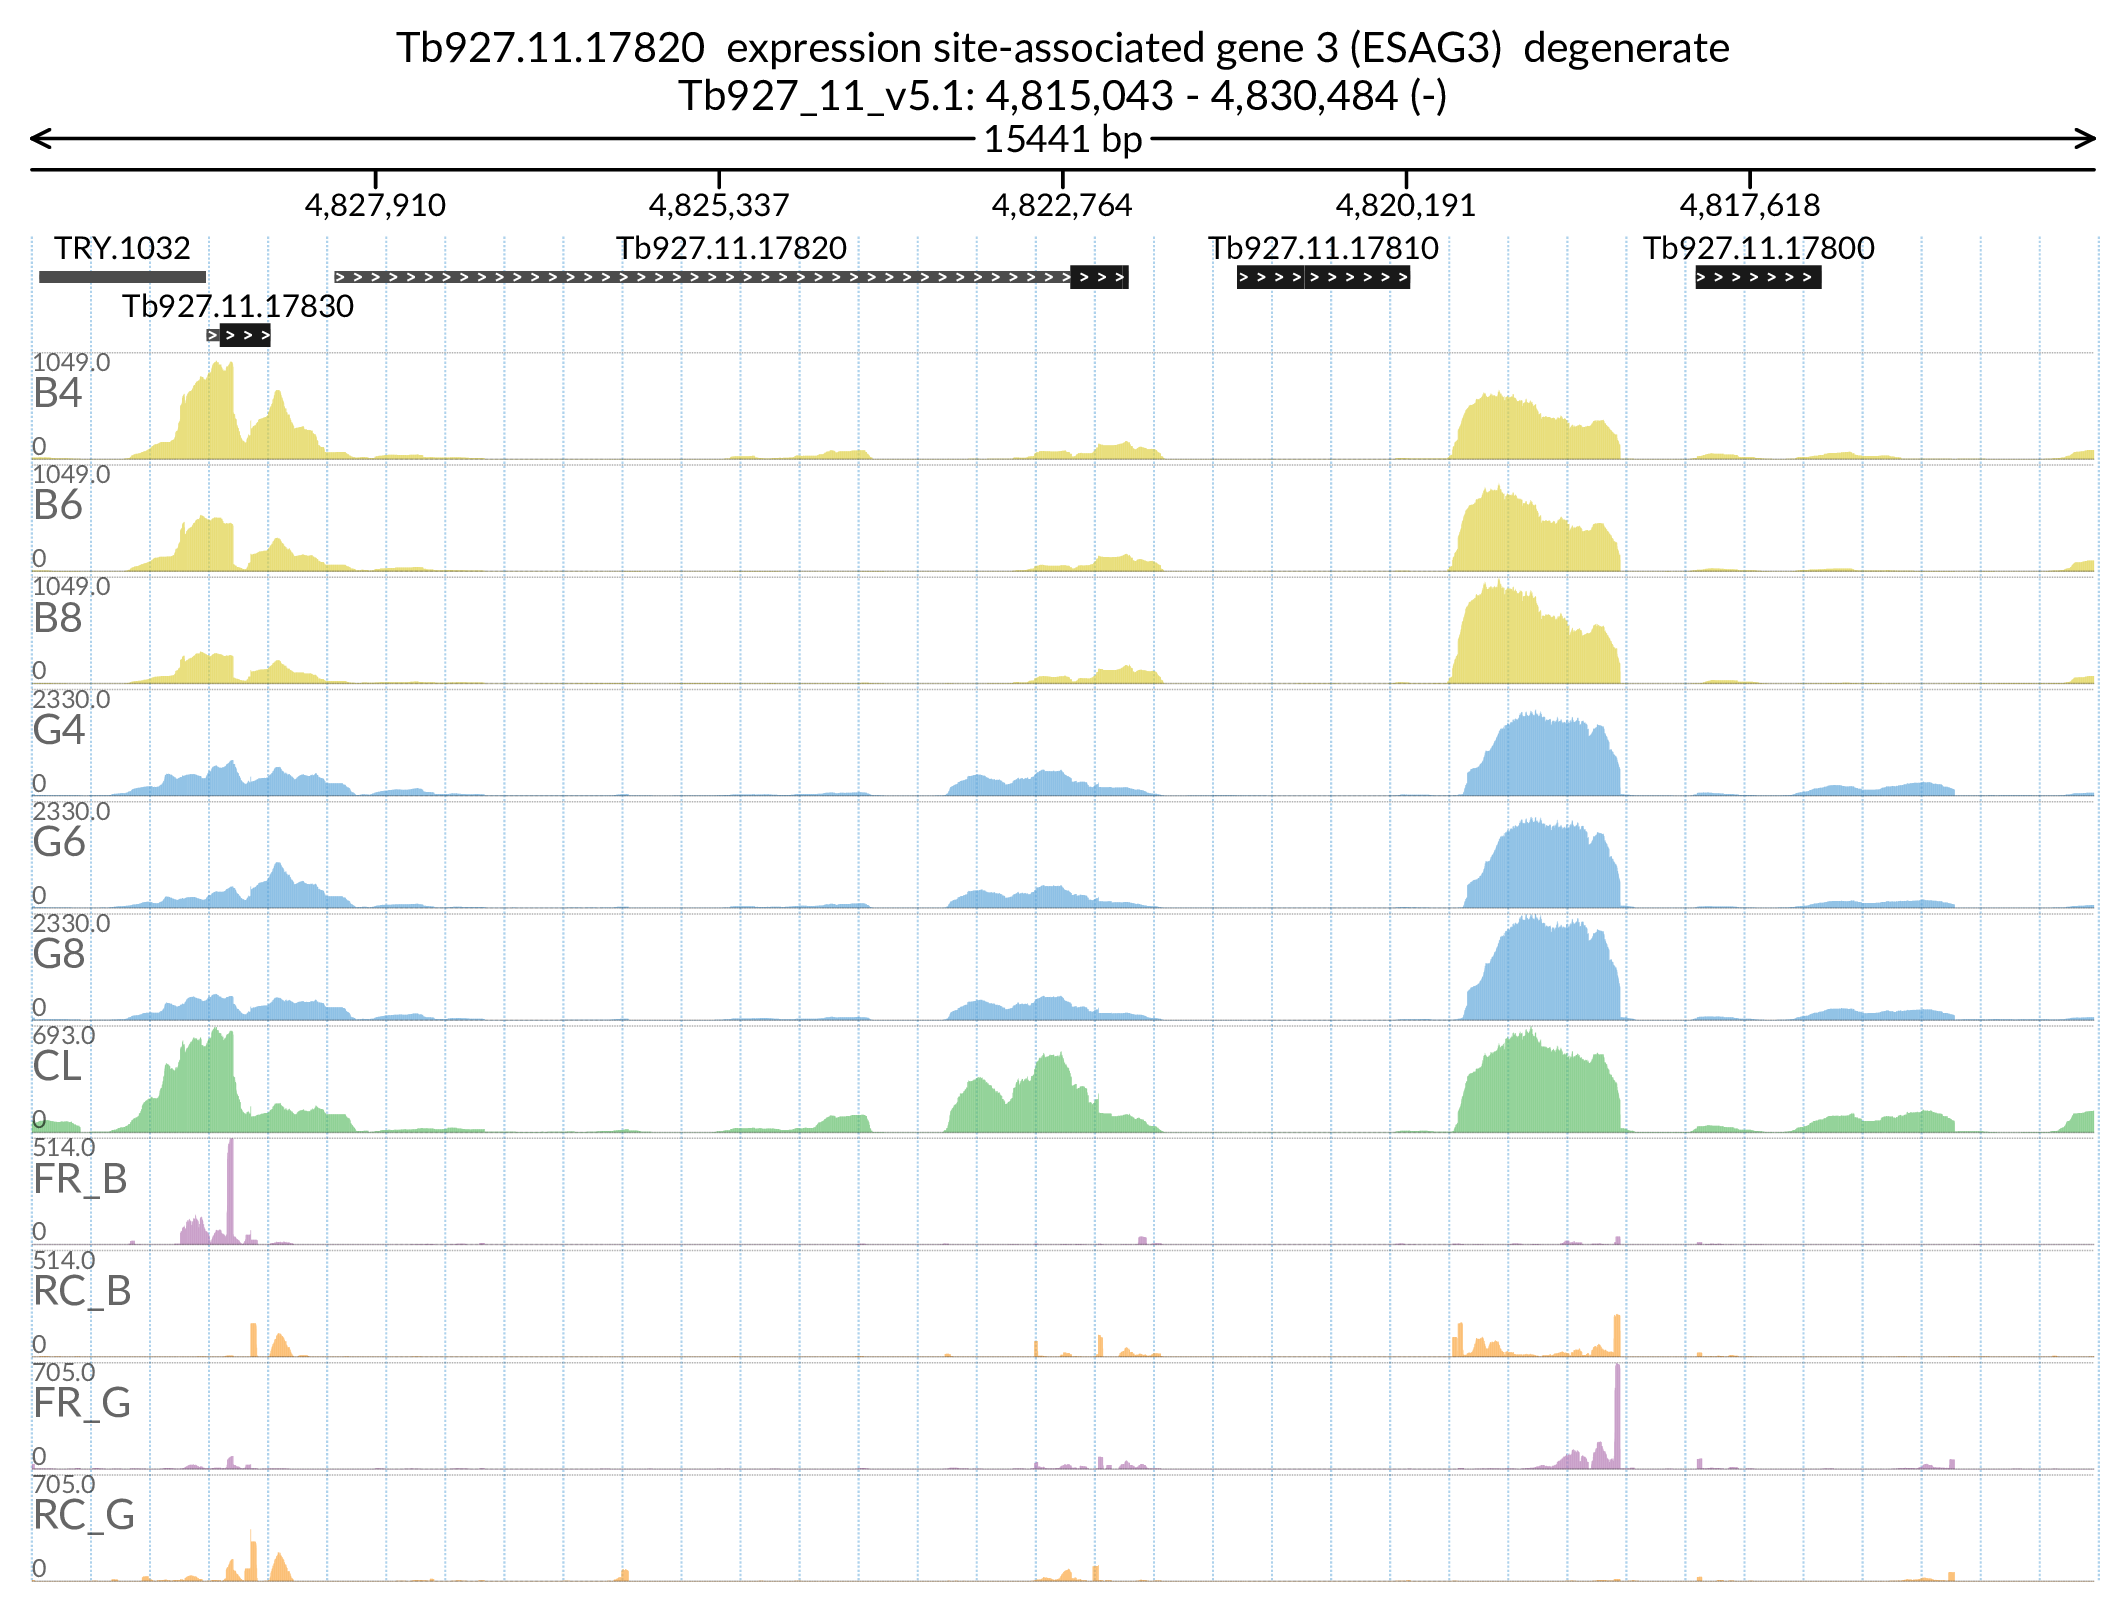 Tb927.11.17820  expression site-associated gene 3 (ESAG3)  degenerate
Tb927_11_v5.1: 4,815,043 - 4,830,484 (-)
15441 bp
4,827,910 4,825,337 4,822,764 4,820,191 4,817,618
TRY.1032 Tb927.11.17820 Tb927.11.17810 Tb927.11.17800
Tb927.11.17830
1049.0
B4
0
1049.0
B6
0
1049.0
B8
0
2330.0
G4
0
2330.0
G6
0
2330.0
G8
0
693.0
CL
0
514.0
FR_B
0
514.0
RC_B
0
705.0
FR_G
0
705.0
RC_G
0